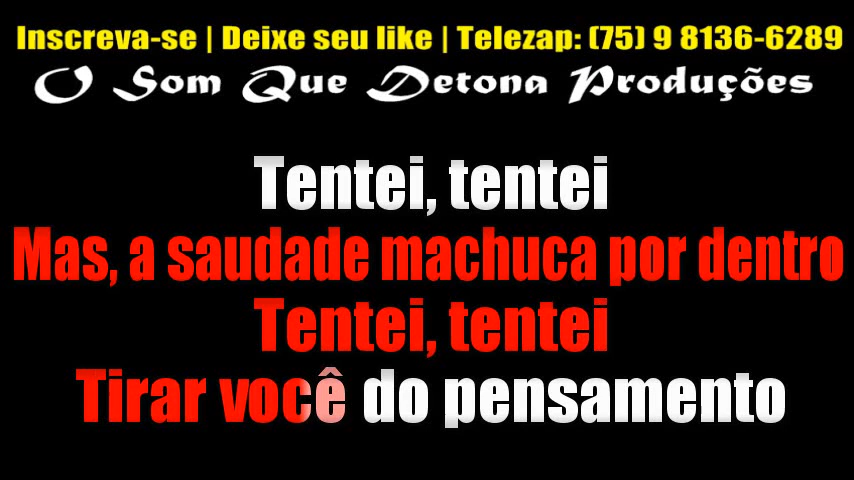 Inscreva-se | Deixe seu like | Telezap: (75) 9 8136-6289
O Som Que Detona Produções
Tentei, tentei
Mas, a saudade machuca por dentro
Tentei, tentei
Tirar você do pensamento